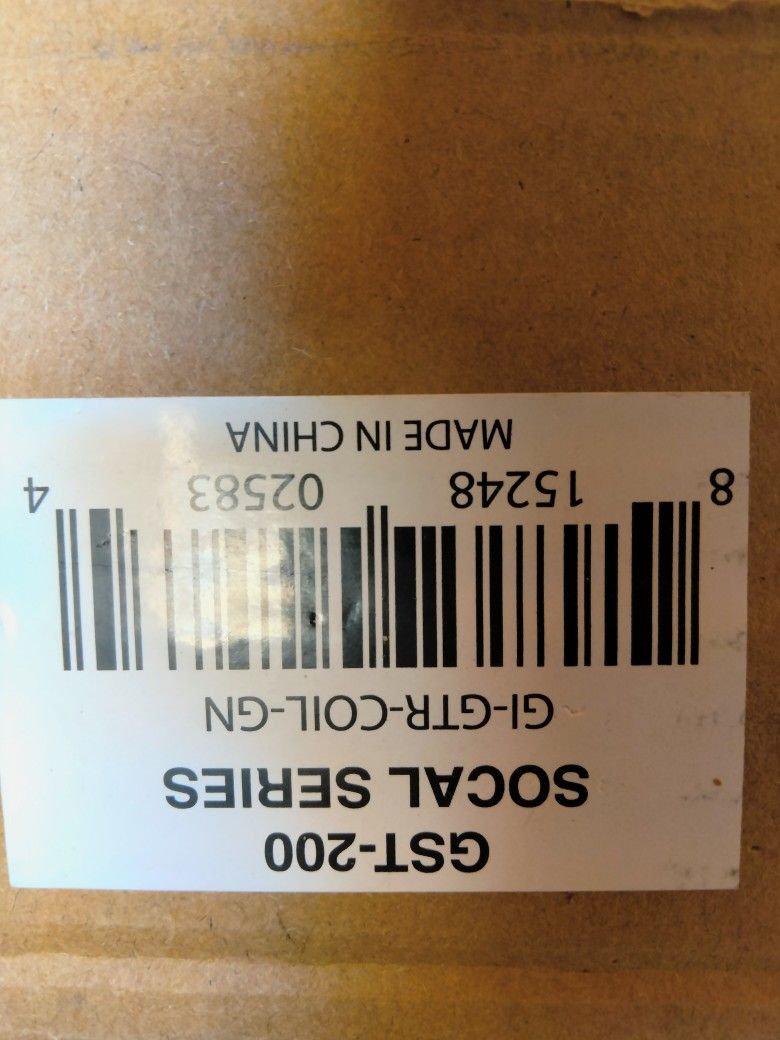 GST-200
SOCAL SERIES
GI-GTR-COIL-GN
8 15248 02583 4
MADE IN CHINA